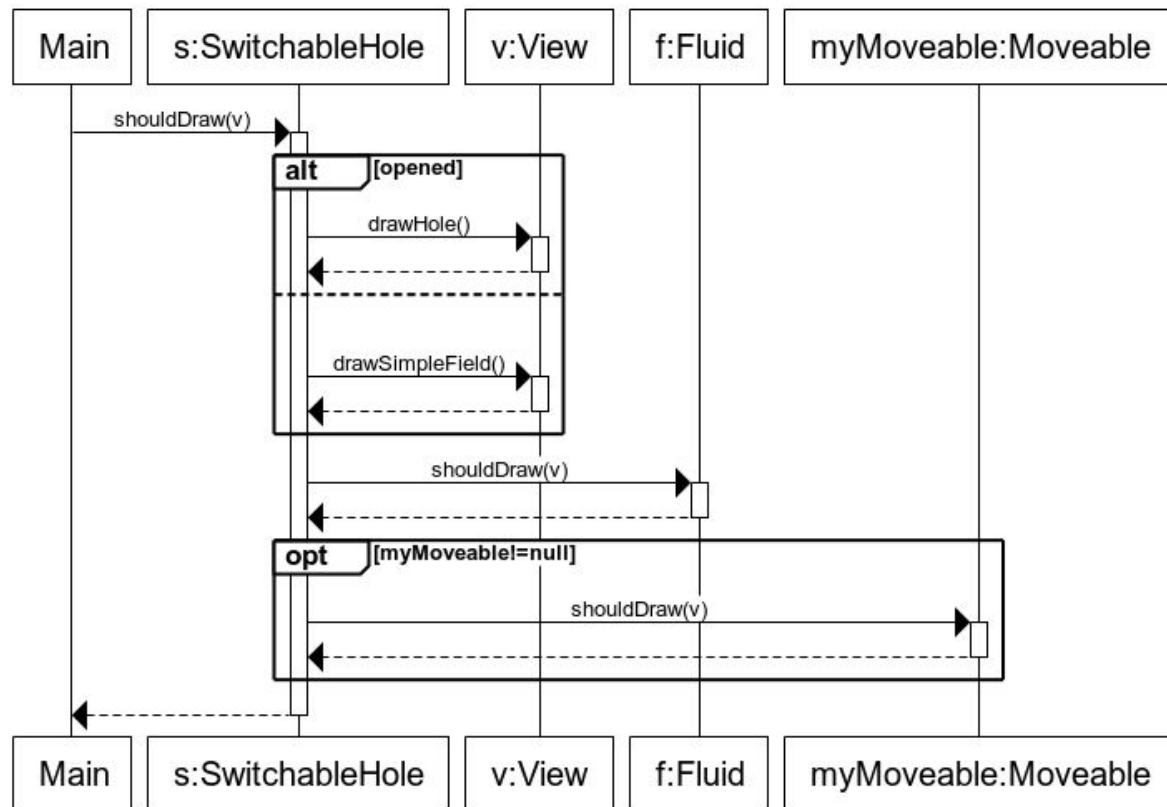 Main s:SwitchableHole v:View f:Fluid myMoveable:Moveable
shouldDraw(v)
alt [opened]
drawHole()
drawSimpleField()
shouldDraw(v)
opt [myMoveable!=null]
shouldDraw(v)
Main s:SwitchableHole v:View f:Fluid myMoveable:Moveable